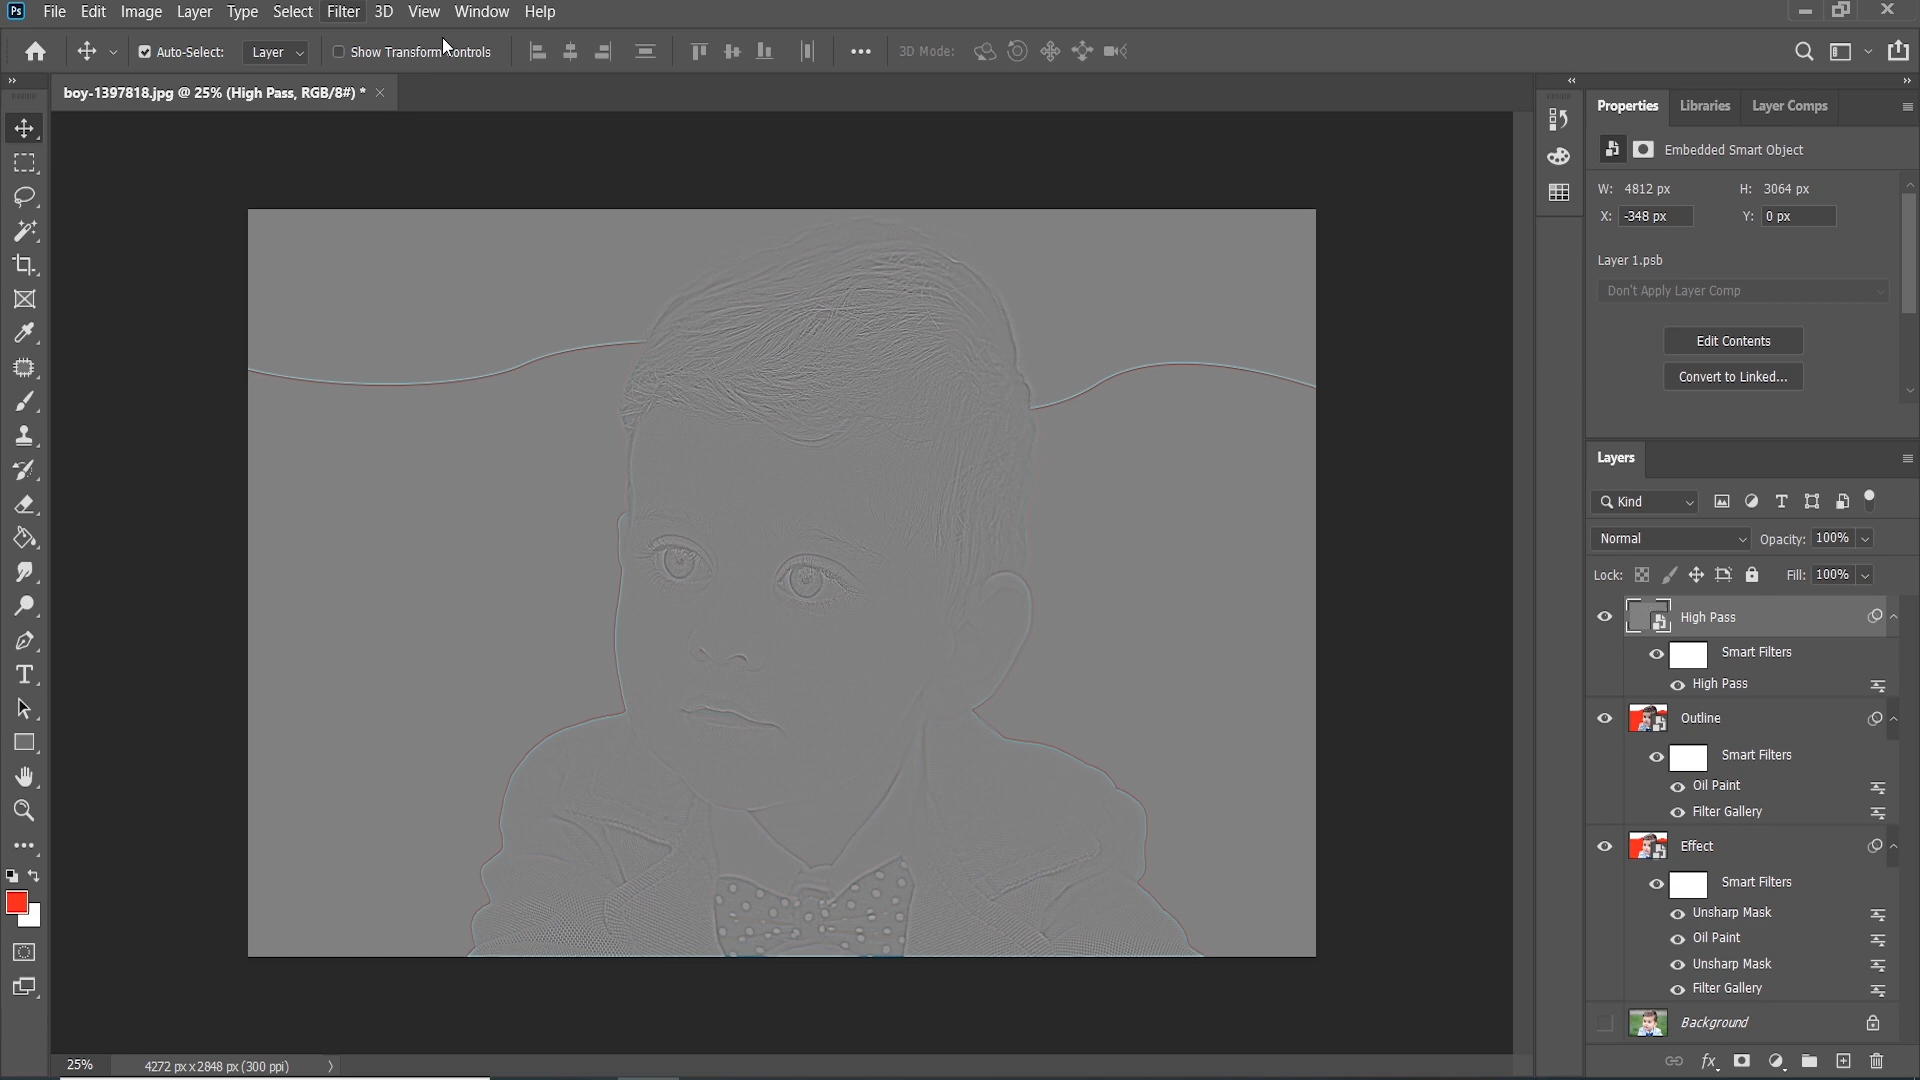 Ps File Edit Image Layer Type Select Filter 3D View Window Help
Auto-Select: Layer Show Transform Controls 3D Mode:
boy-1397818.jpg @ 25% (High Pass, RGB/8#) *
Properties Libraries Layer Comps
Embedded Smart Object
W: 4812 px H: 3064 px
X: -348 px Y: 0 px
Layer 1.psb
Don't Apply Layer Comp
Edit Contents
Convert to Linked...
Layers
Kind
Normal Opacity: 100%
Lock: Fill: 100%
High Pass
Smart Filters
High Pass
Outline
Smart Filters
Oil Paint
Filter Gallery
Effect
Smart Filters
Unsharp Mask
Oil Paint
Unsharp Mask
Filter Gallery
Background
25% 4272 px x 2848 px (300 ppi)